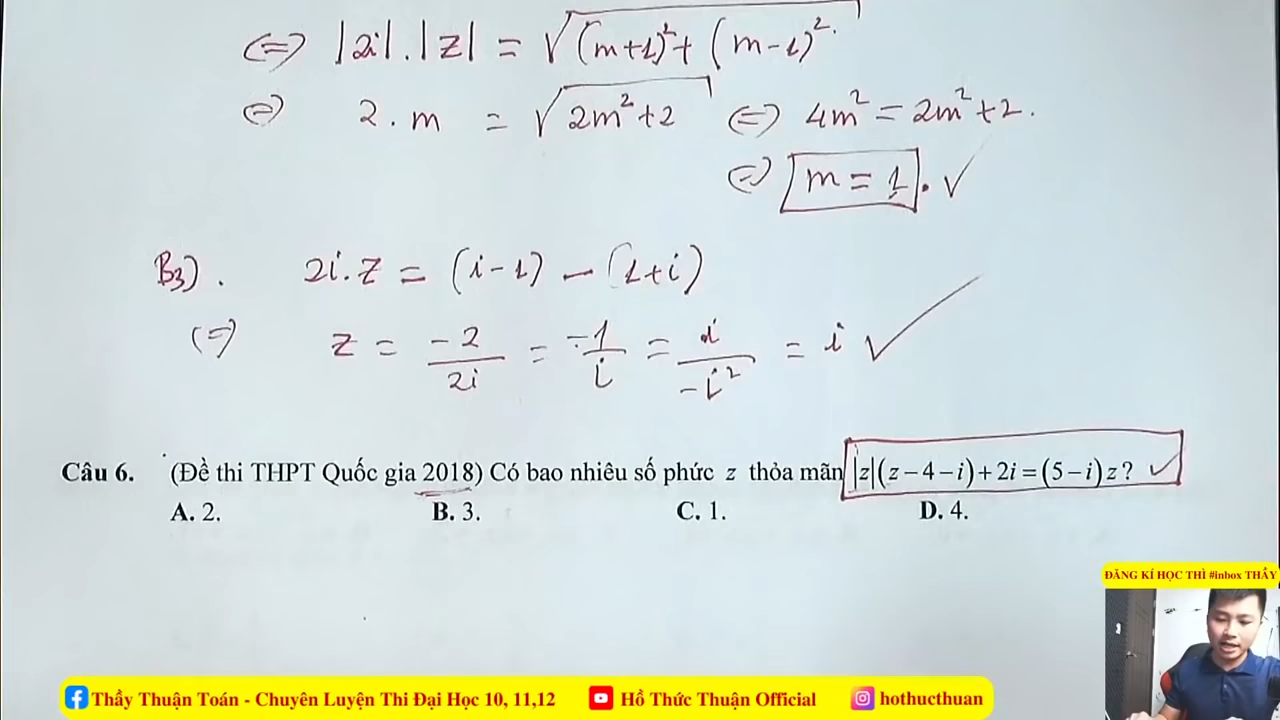 ⇔ |2i|.|z| = √((m+1)²+(m-1)²
⇔ 2.m = √(2m²+2) ⇔ 4m² = 2m²+2.
⇔ m = 1. ✓
B3). 2i.z = (i-1) - (1+i)
⇔ z = -2/2i = -1/i = i/-i² = i ✓
Câu 6. (Đề thi THPT Quốc gia 2018) Có bao nhiêu số phức z thỏa mãn |z|(z-4-i)+2i=(5-i)z? ✓
A. 2. B. 3. C. 1. D. 4.
ĐĂNG KÍ HỌC THÌ #inbox THẦY
Thầy Thuận Toán - Chuyên Luyện Thi Đại Học 10, 11,12 Hồ Thức Thuận Official hothucthuan